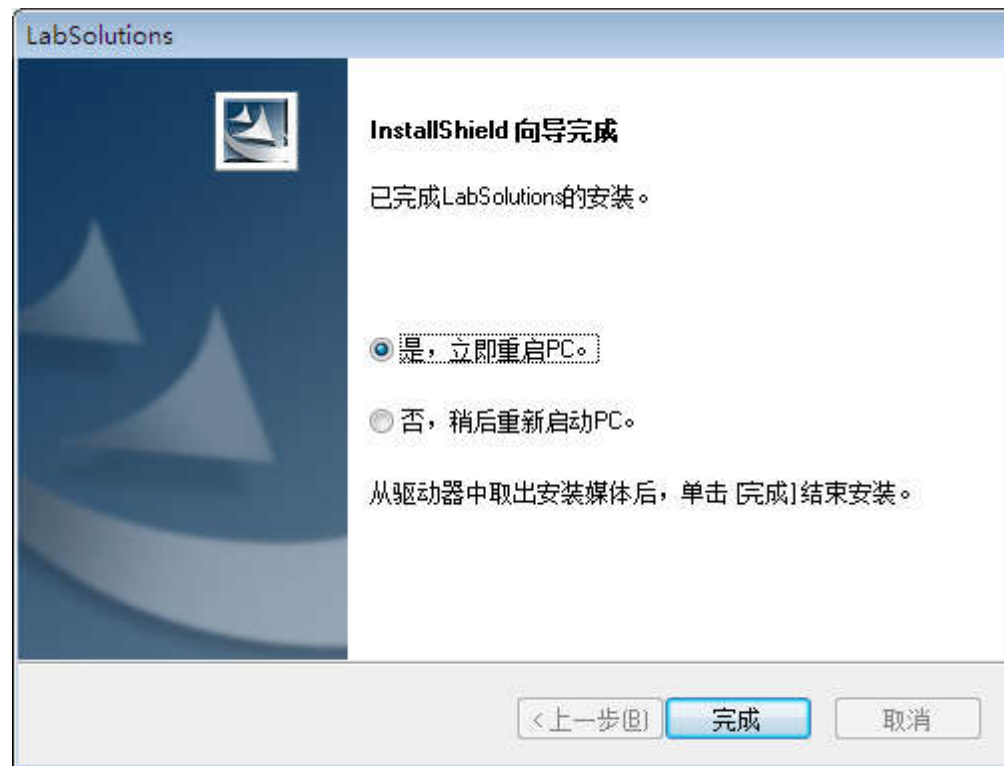 LabSolutions
InstallShield 向导完成
已完成LabSolutions的安装。
是，立即重启PC。
否，稍后重新启动PC。
从驱动器中取出安装媒体后，单击 [完成]结束安装。
<上一步(B)
完成
取消